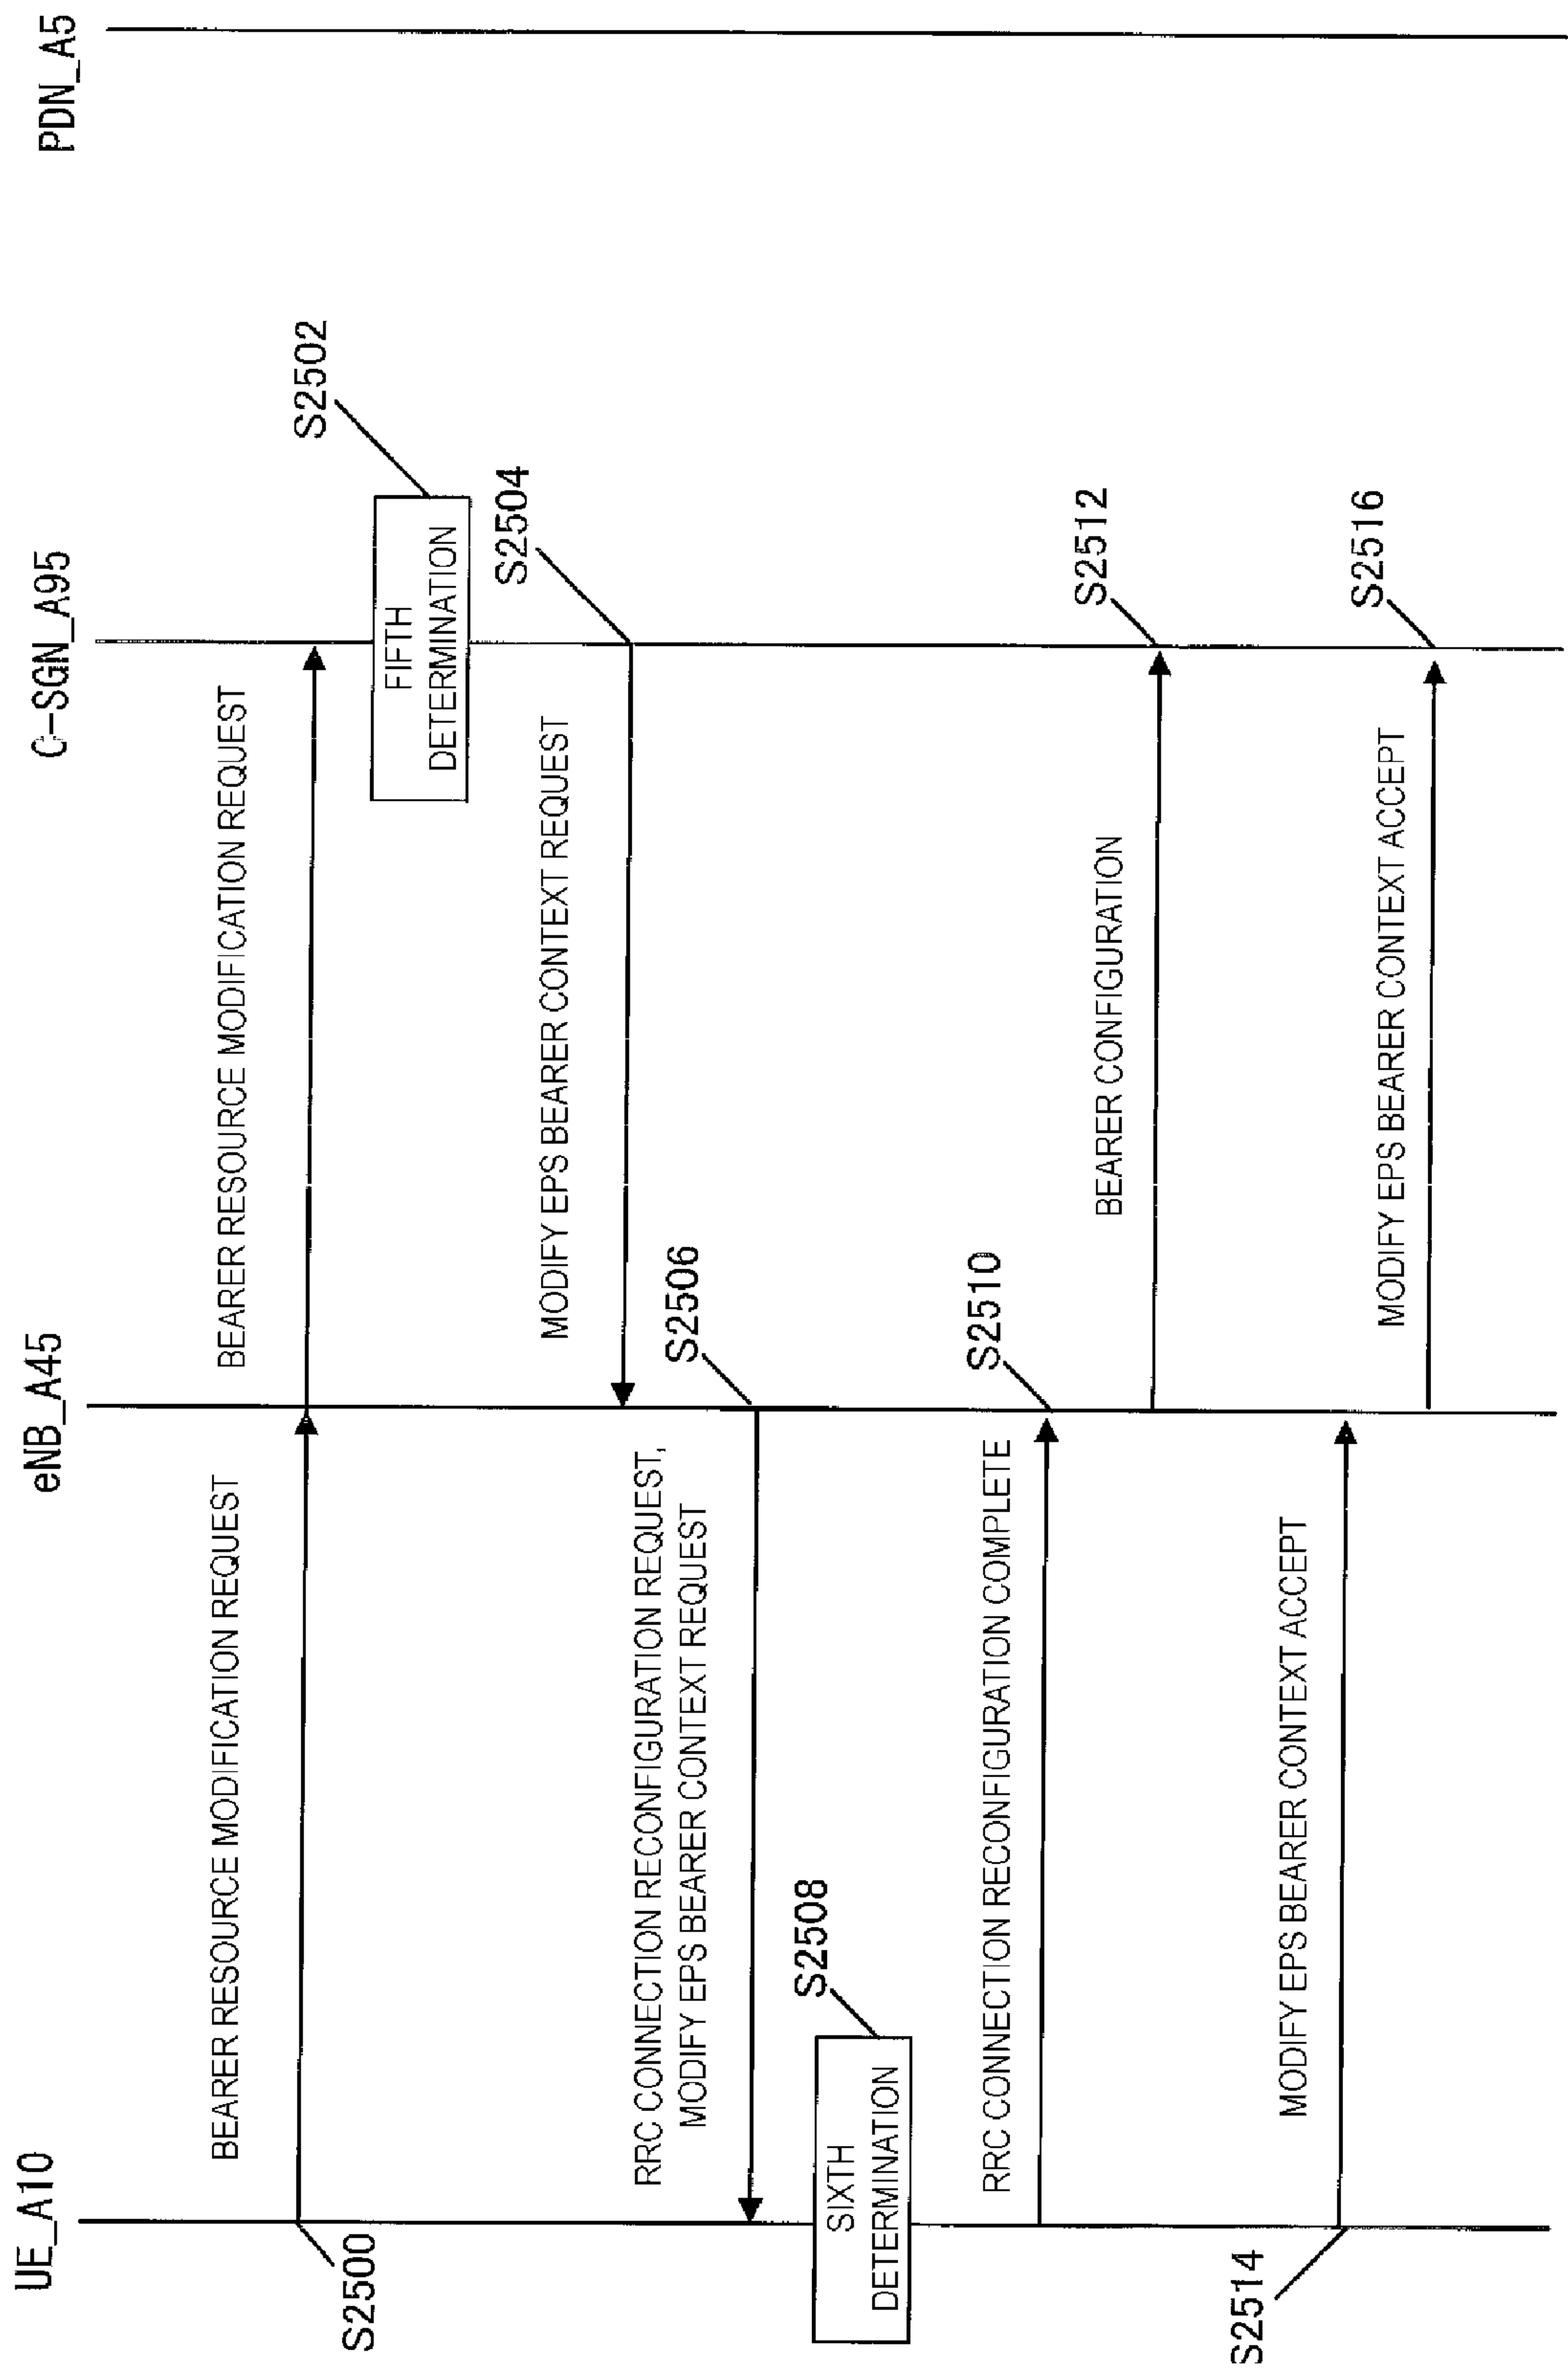 UE_A10
eNB_A45
C-SGN_A95
PDN_A5
BEARER RESOURCE MODIFICATION REQUEST
BEARER RESOURCE MODIFICATION REQUEST
S2500
FIFTH
DETERMINATION
S2502
MODIFY EPS BEARER CONTEXT REQUEST
S2504
RRC CONNECTION RECONFIGURATION REQUEST,
MODIFY EPS BEARER CONTEXT REQUEST
S2506
SIXTH
DETERMINATION
S2508
RRC CONNECTION RECONFIGURATION COMPLETE
S2510
BEARER CONFIGURATION
S2512
MODIFY EPS BEARER CONTEXT ACCEPT
S2514
MODIFY EPS BEARER CONTEXT ACCEPT
S2516